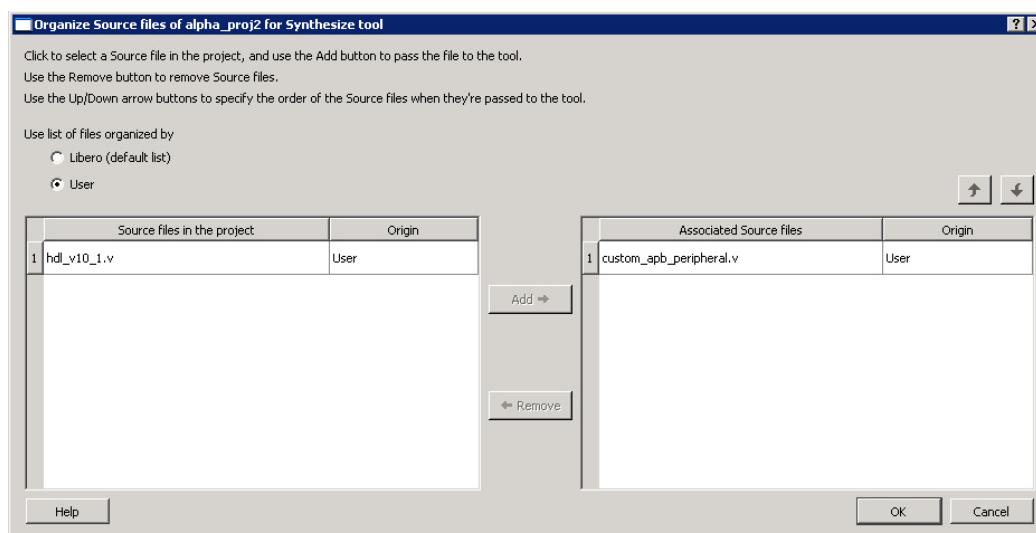 Organize Source files of alpha_proj2 for Synthesize tool
Click to select a Source file in the project, and use the Add button to pass the file to the tool.
Use the Remove button to remove Source files.
Use the Up/Down arrow buttons to specify the order of the Source files when they're passed to the tool.
Use list of files organized by
Libero (default list)
User
Source files in the project Origin
1 hdl_v10_1.v User
Add
Remove
Associated Source files Origin
1 custom_apb_peripheral.v User
Help OK Cancel